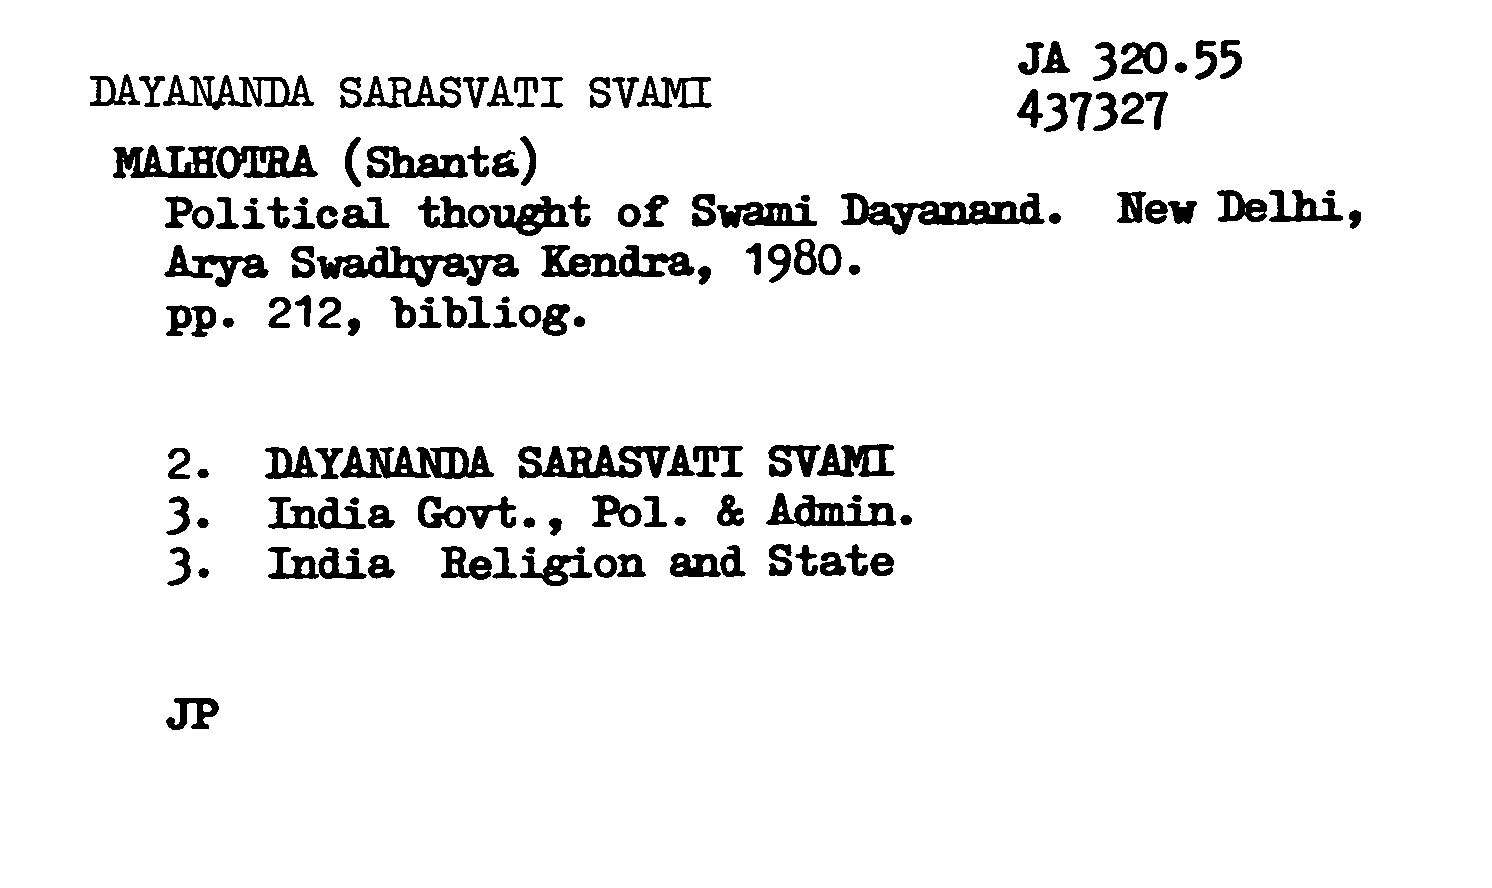 JA 320.55
DAYANANDA SARASVATI SVAMI
437327
MALHOTRA (Shanta)
Political thought of Swami Dayanand. New Delhi,
Arya Swadhyaya Kendra, 1980.
pp. 212, bibliog.
2. DAYANANDA SARASVATI SVAMI
3. India Govt., Pol. & Admin.
3. India Religion and State
JP